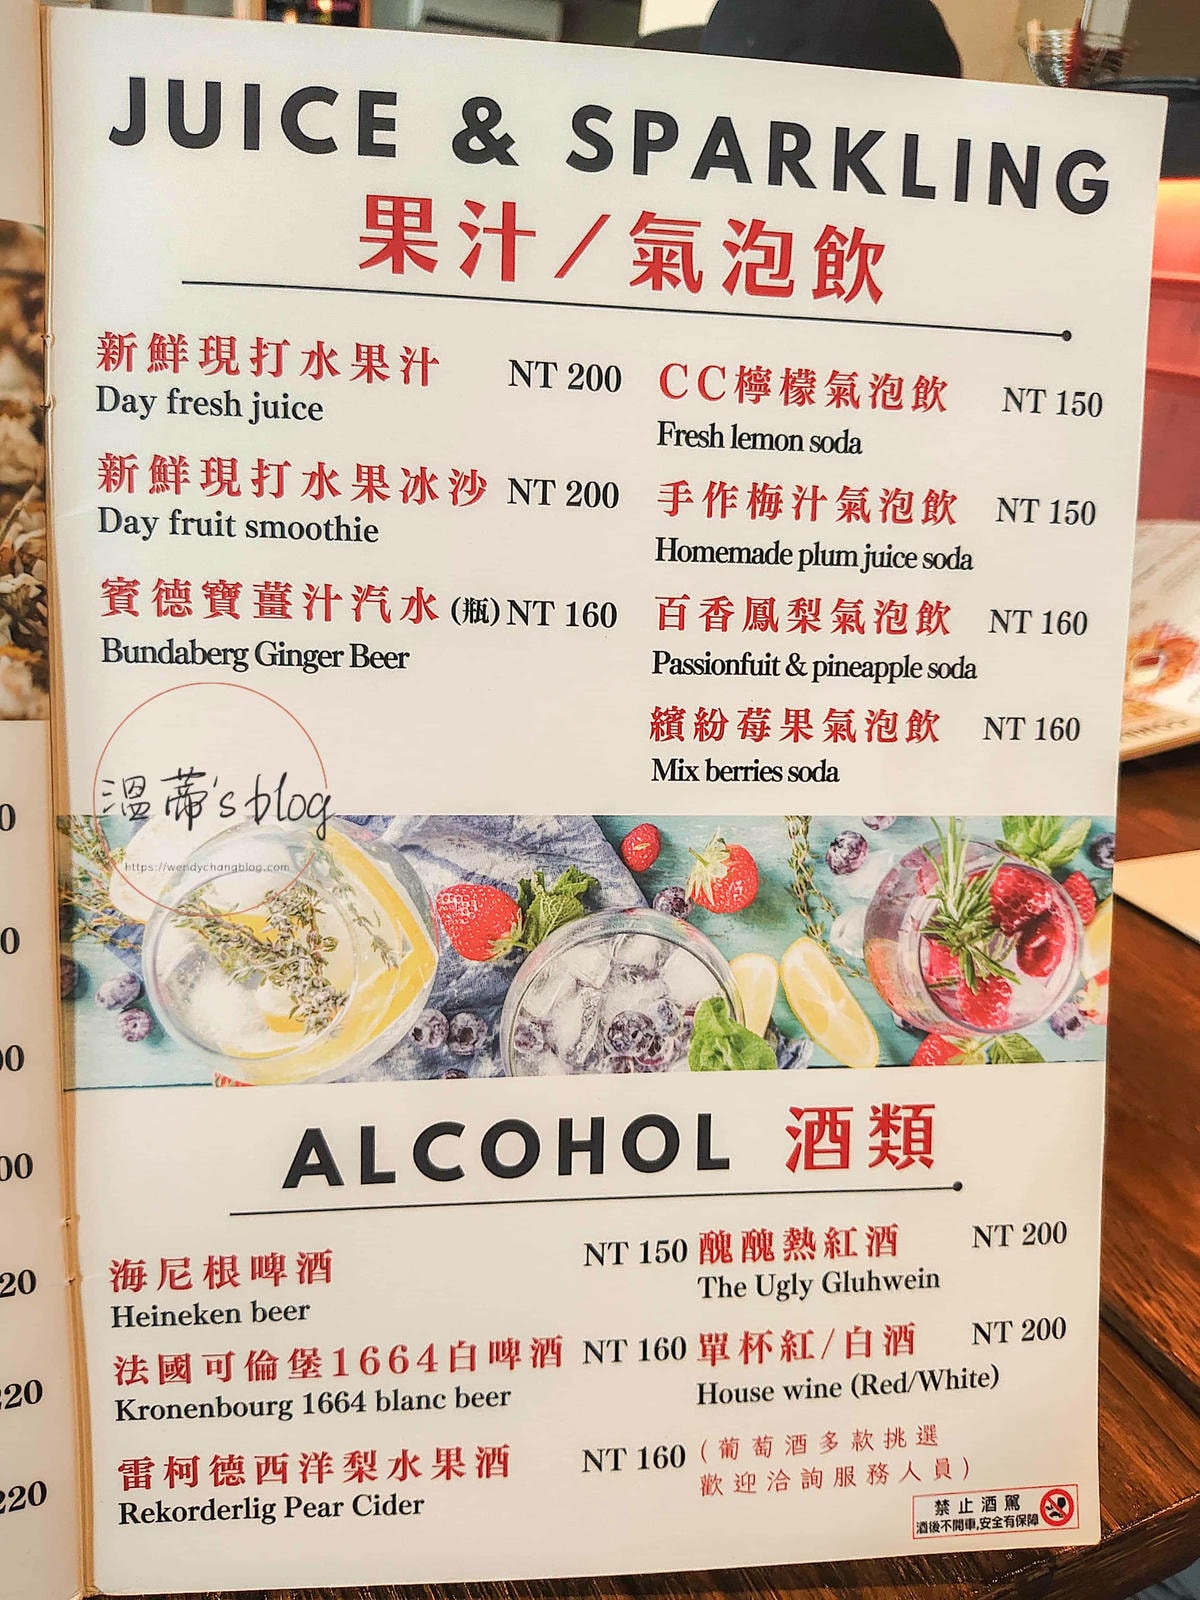 JUICE & SPARKLING
果汁/氣泡飲
新鮮現打水果汁 NT 200
Day fresh juice
新鮮現打水果冰沙 NT 200
Day fruit smoothie
賓德寶薑汁汽水(瓶) NT 160
Bundaberg Ginger Beer
CC檸檬氣泡飲 NT 150
Fresh lemon soda
手作梅汁氣泡飲 NT 150
Homemade plum juice soda
百香鳳梨氣泡飲 NT 160
Passionfuit & pineapple soda
繽紛莓果氣泡飲 NT 160
Mix berries soda
溫蒂's blog
https://wendychangblog.com
ALCOHOL 酒類
海尼根啤酒 NT 150
Heineken beer
法國可倫堡1664白啤酒 NT 160
Kronenbourg 1664 blanc beer
雷柯德西洋梨水果酒 NT 160
Rekorderlig Pear Cider
醜醜熱紅酒 NT 200
The Ugly Gluhwein
單杯紅/白酒 NT 200
House wine (Red/White)
(葡萄酒多款挑選
歡迎洽詢服務人員)
禁止酒駕
酒後不開車,安全有保障
0
0
00
00
20
220
220